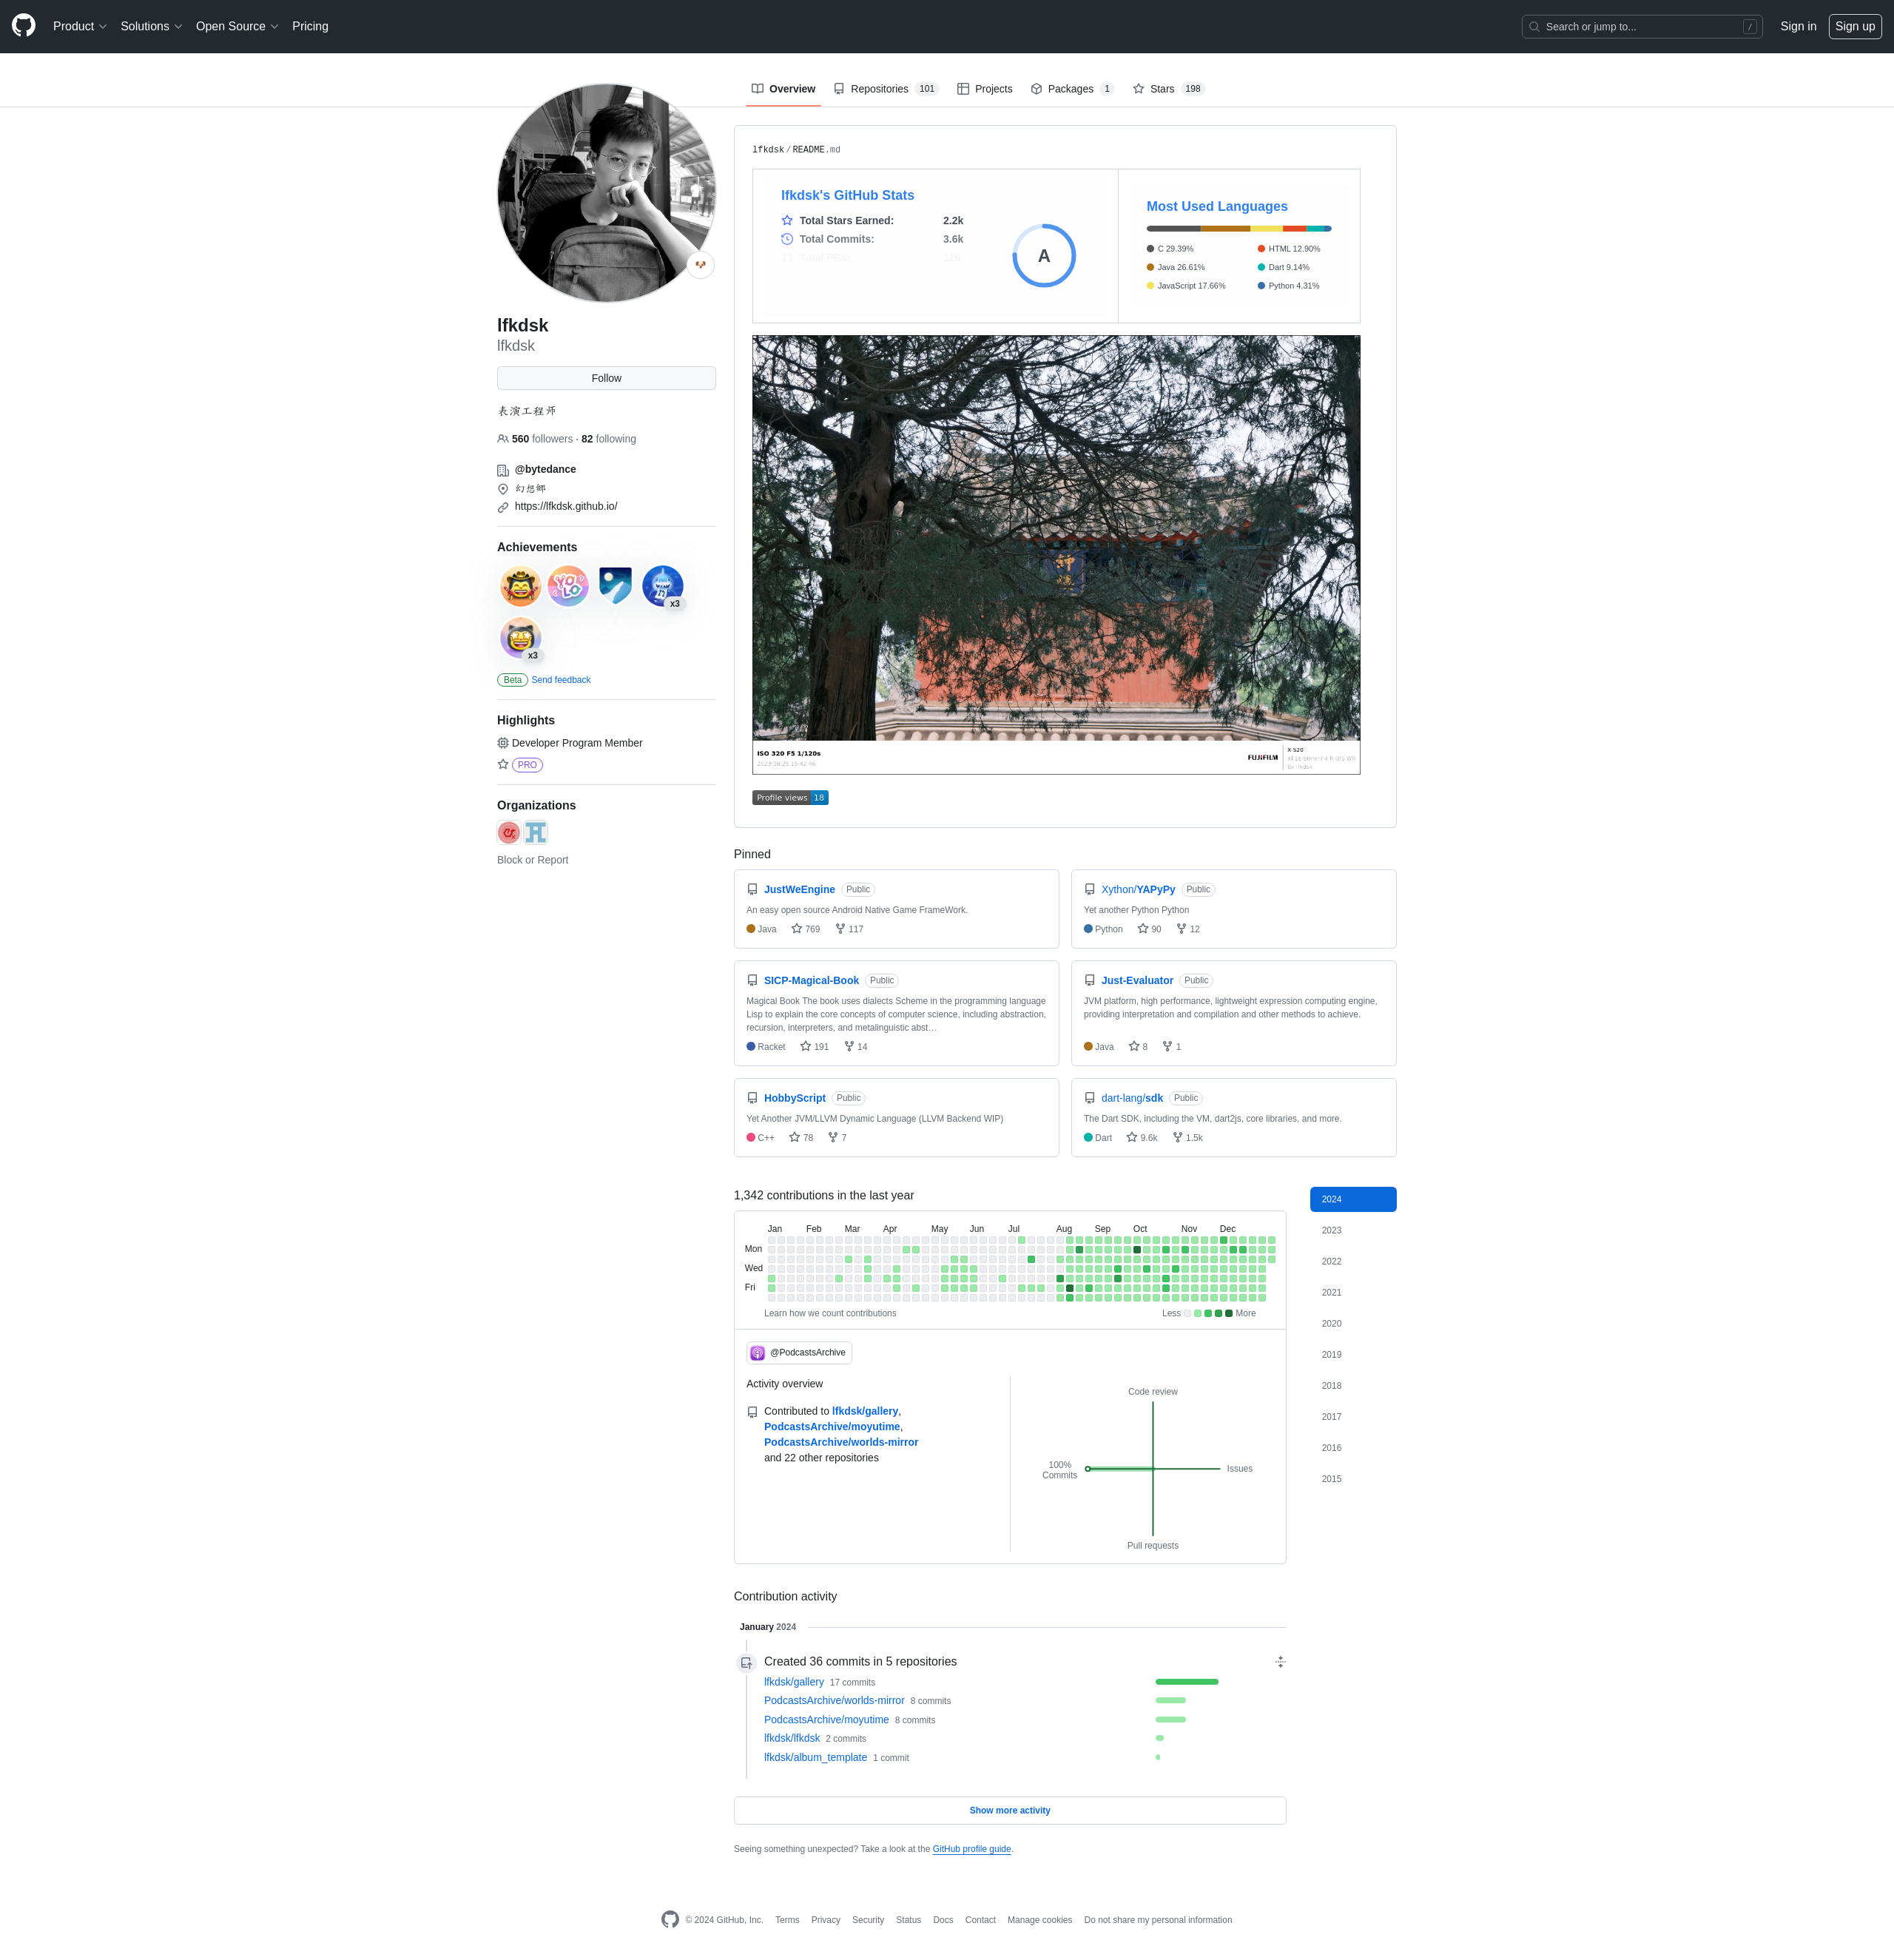 Product Solutions Open Source Pricing Search or jump to... / Sign in Sign up
Overview Repositories 101 Projects Packages 1 Stars 198
lfkdsk
lfkdsk
Follow
表演工程师
560 followers · 82 following
@bytedance
幻想鄉
https://lfkdsk.github.io/
Achievements
YOLO
x3
x3
Beta Send feedback
Highlights
Developer Program Member
PRO
Organizations
Block or Report
lfkdsk / README.md
lfkdsk's GitHub Stats
Total Stars Earned: 2.2k
Total Commits: 3.6k
Total PRs:
A
Most Used Languages
C 29.39% HTML 12.90%
Java 26.61% Dart 9.14%
JavaScript 17.66% Python 4.31%
ISO 320 F5 1/120s
FUJIFILM
By lfkdsk
Profile views 18
Pinned
JustWeEngine Public
An easy open source Android Native Game FrameWork.
Java 769 117
Xython/YAPyPy Public
Yet another Python Python
Python 90 12
SICP-Magical-Book Public
Magical Book The book uses dialects Scheme in the programming language
Lisp to explain the core concepts of computer science, including abstraction,
recursion, interpreters, and metalinguistic abst…
Racket 191 14
Just-Evaluator Public
JVM platform, high performance, lightweight expression computing engine,
providing interpretation and compilation and other methods to achieve.
Java 8 1
HobbyScript Public
Yet Another JVM/LLVM Dynamic Language (LLVM Backend WIP)
C++ 78 7
dart-lang/sdk Public
The Dart SDK, including the VM, dart2js, core libraries, and more.
Dart 9.6k 1.5k
1,342 contributions in the last year
Jan Feb Mar Apr May Jun Jul Aug Sep Oct Nov Dec
Mon
Wed
Fri
Learn how we count contributions Less More
2024
2023
2022
2021
2020
2019
2018
2017
2016
2015
@PodcastsArchive
Activity overview
Contributed to lfkdsk/gallery,
PodcastsArchive/moyutime,
PodcastsArchive/worlds-mirror
and 22 other repositories
Code review
100%
Commits
Issues
Pull requests
Contribution activity
January 2024
Created 36 commits in 5 repositories
lfkdsk/gallery 17 commits
PodcastsArchive/worlds-mirror 8 commits
PodcastsArchive/moyutime 8 commits
lfkdsk/lfkdsk 2 commits
lfkdsk/album_template 1 commit
Show more activity
Seeing something unexpected? Take a look at the GitHub profile guide.
© 2024 GitHub, Inc. Terms Privacy Security Status Docs Contact Manage cookies Do not share my personal information